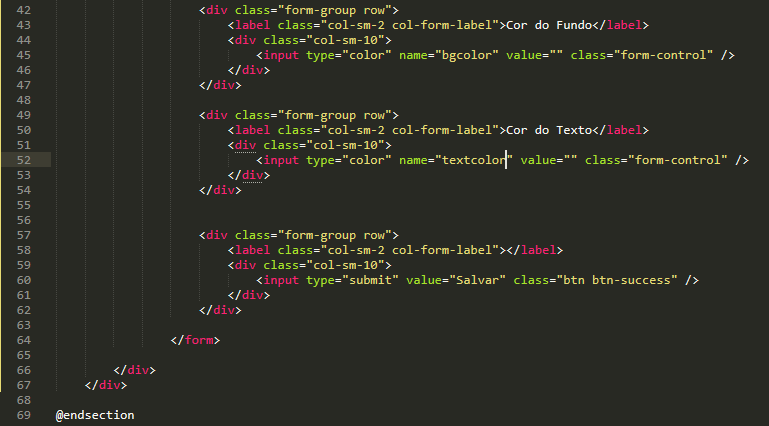 42 <div class="form-group row">
43 <label class="col-sm-2 col-form-label">Cor do Fundo</label>
44 <div class="col-sm-10">
45 <input type="color" name="bgcolor" value="" class="form-control" />
46 </div>
47 </div>
48
49 <div class="form-group row">
50 <label class="col-sm-2 col-form-label">Cor do Texto</label>
51 <div class="col-sm-10">
52 <input type="color" name="textcolor" value="" class="form-control" />
53 </div>
54 </div>
55
56
57 <div class="form-group row">
58 <label class="col-sm-2 col-form-label"></label>
59 <div class="col-sm-10">
60 <input type="submit" value="Salvar" class="btn btn-success" />
61 </div>
62 </div>
63
64 </form>
65
66 </div>
67 </div>
68
69 @endsection